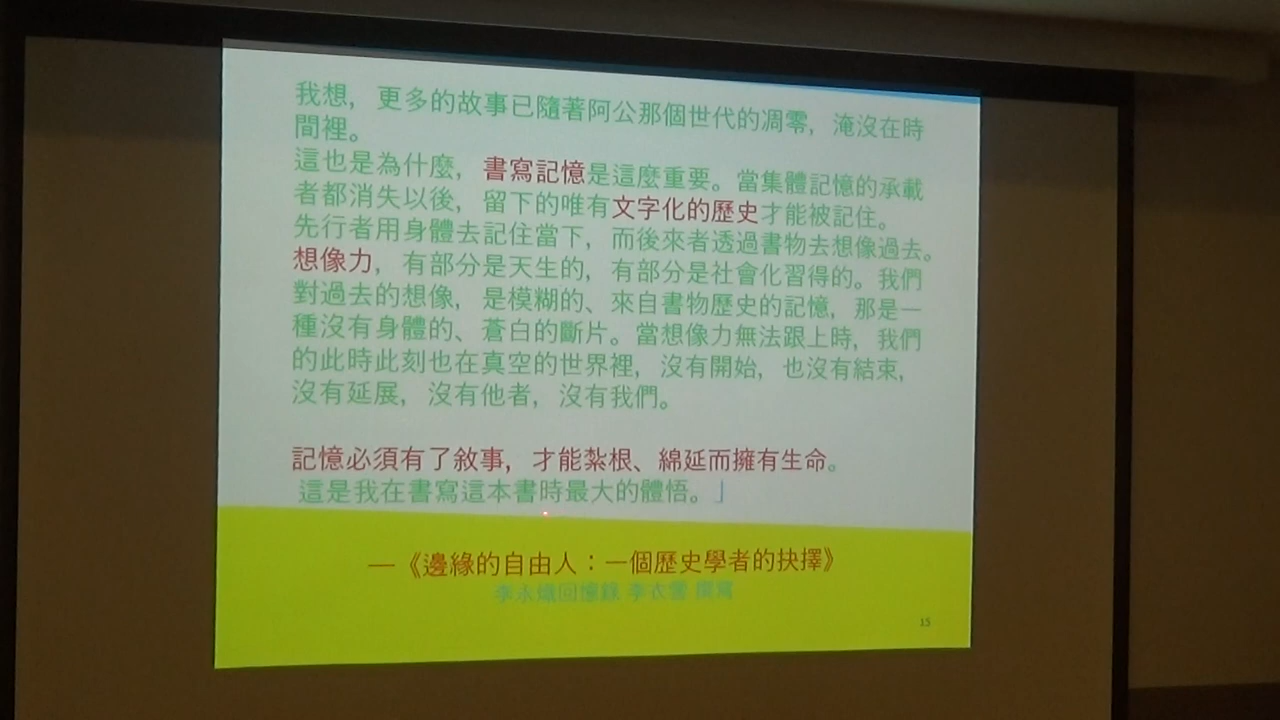 我想，更多的故事已隨著阿公那個世代的凋零，淹沒在時
間裡。
這也是為什麼，書寫記憶是這麼重要。當集體記憶的承載
者都消失以後，留下的唯有文字化的歷史才能被記住。
先行者用身體去記住當下，而後來者透過書物去想像過去。
想像力，有部分是天生的，有部分是社會化習得的。我們
對過去的想像，是模糊的、來自書物歷史的記憶，那是一
種沒有身體的、蒼白的斷片。當想像力無法跟上時，我們
的此時此刻也在真空的世界裡，沒有開始，也沒有結束，
沒有延展，沒有他者，沒有我們。
記憶必須有了敘事，才能紮根、綿延而擁有生命。
這是我在書寫這本書時最大的體悟。」
—《邊緣的自由人：一個歷史學者的抉擇》
李永熾回憶錄 李衣雲 撰寫
15